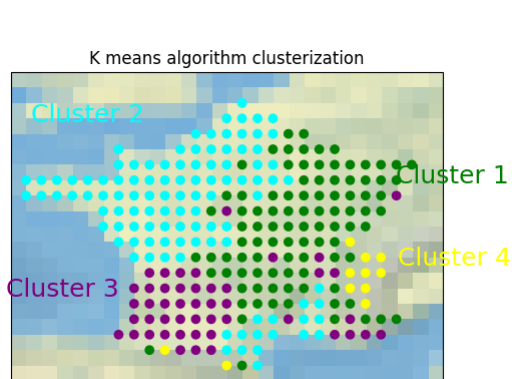 K means algorithm clusterization
Cluster 2
Cluster 1
Cluster 4
Cluster 3